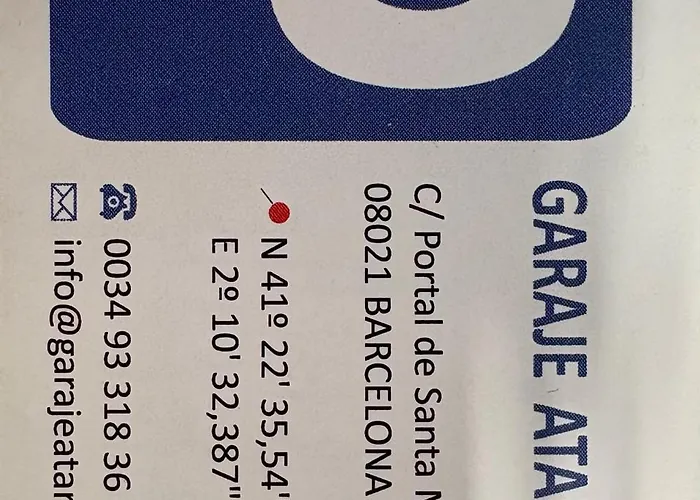 GARAJE ATA
C/ Portal de Santa
08021 BARCELONA
N 41º 22' 35,54'
E 2º 10' 32,387"
0034 93 318 36
info@garajeatar